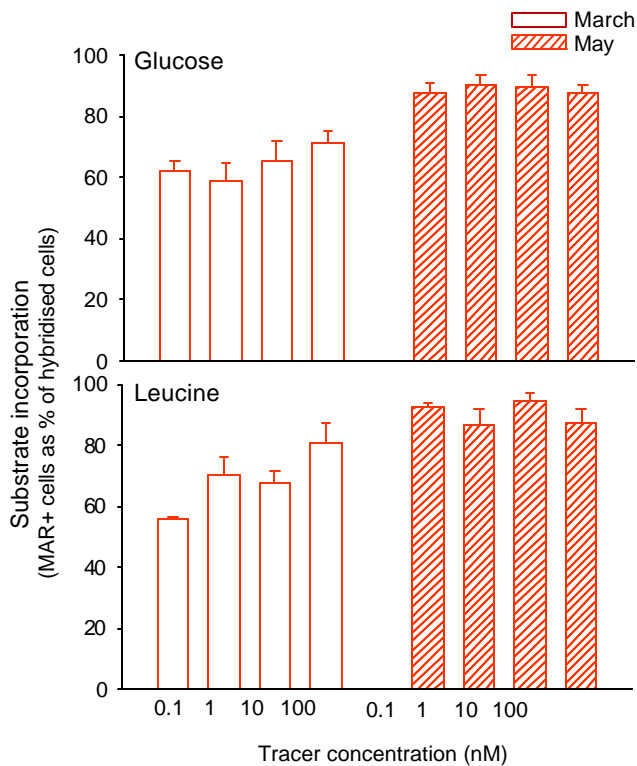 March
May
Glucose
100
80
60
40
20
0
Leucine
100
80
60
40
20
0
Substrate incorporation
(MAR+ cells as % of hybridised cells)
0.1 1 10 100 0.1 1 10 100
Tracer concentration (nM)